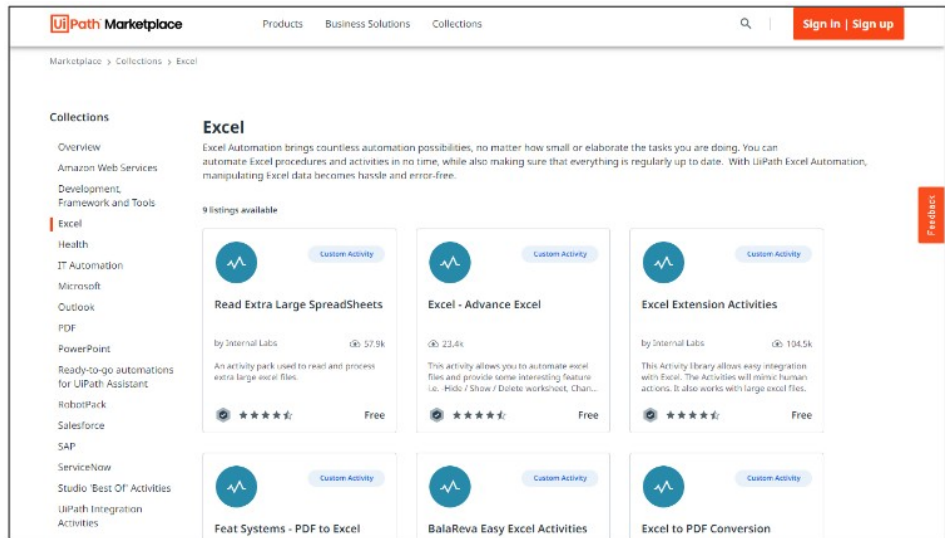 UiPath Marketplace
Products
Business Solutions
Collections
Sign in | Sign up
Marketplace > Collections > Excel
Collections
Overview
Amazon Web Services
Development,
Framework and Tools
Excel
Health
IT Automation
Microsoft
Outlook
PDF
PowerPoint
Ready-to-go automations
for UiPath Assistant
RobotPack
Salesforce
SAP
ServiceNow
Studio 'Best Of' Activities
UiPath Integration
Activities
Excel
Excel Automation brings countless automation possibilities, no matter how small or elaborate the tasks you are doing. You can
automate Excel procedures and activities in no time, while also making sure that everything is regularly up to date. With UiPath Excel Automation,
manipulating Excel data becomes hassle and error-free.
9 listings available
Custom Activity
Read Extra Large SpreadSheets
by Internal Labs
57.9k
An activity pack used to read and process
extra large excel files.
Free
Custom Activity
Excel - Advance Excel
23.4k
This activity allows you to automate excel
files and provide some interesting feature
i.e. -Hide / Show / Delete worksheet, Chan...
Free
Custom Activity
Excel Extension Activities
by Internal Labs
104.5k
This Activity library allows easy integration
with Excel. The Activities will mimic human
actions. It also works with large excel files.
Free
Custom Activity
Feat Systems - PDF to Excel
Custom Activity
BalaReva Easy Excel Activities
Custom Activity
Excel to PDF Conversion
Feedback